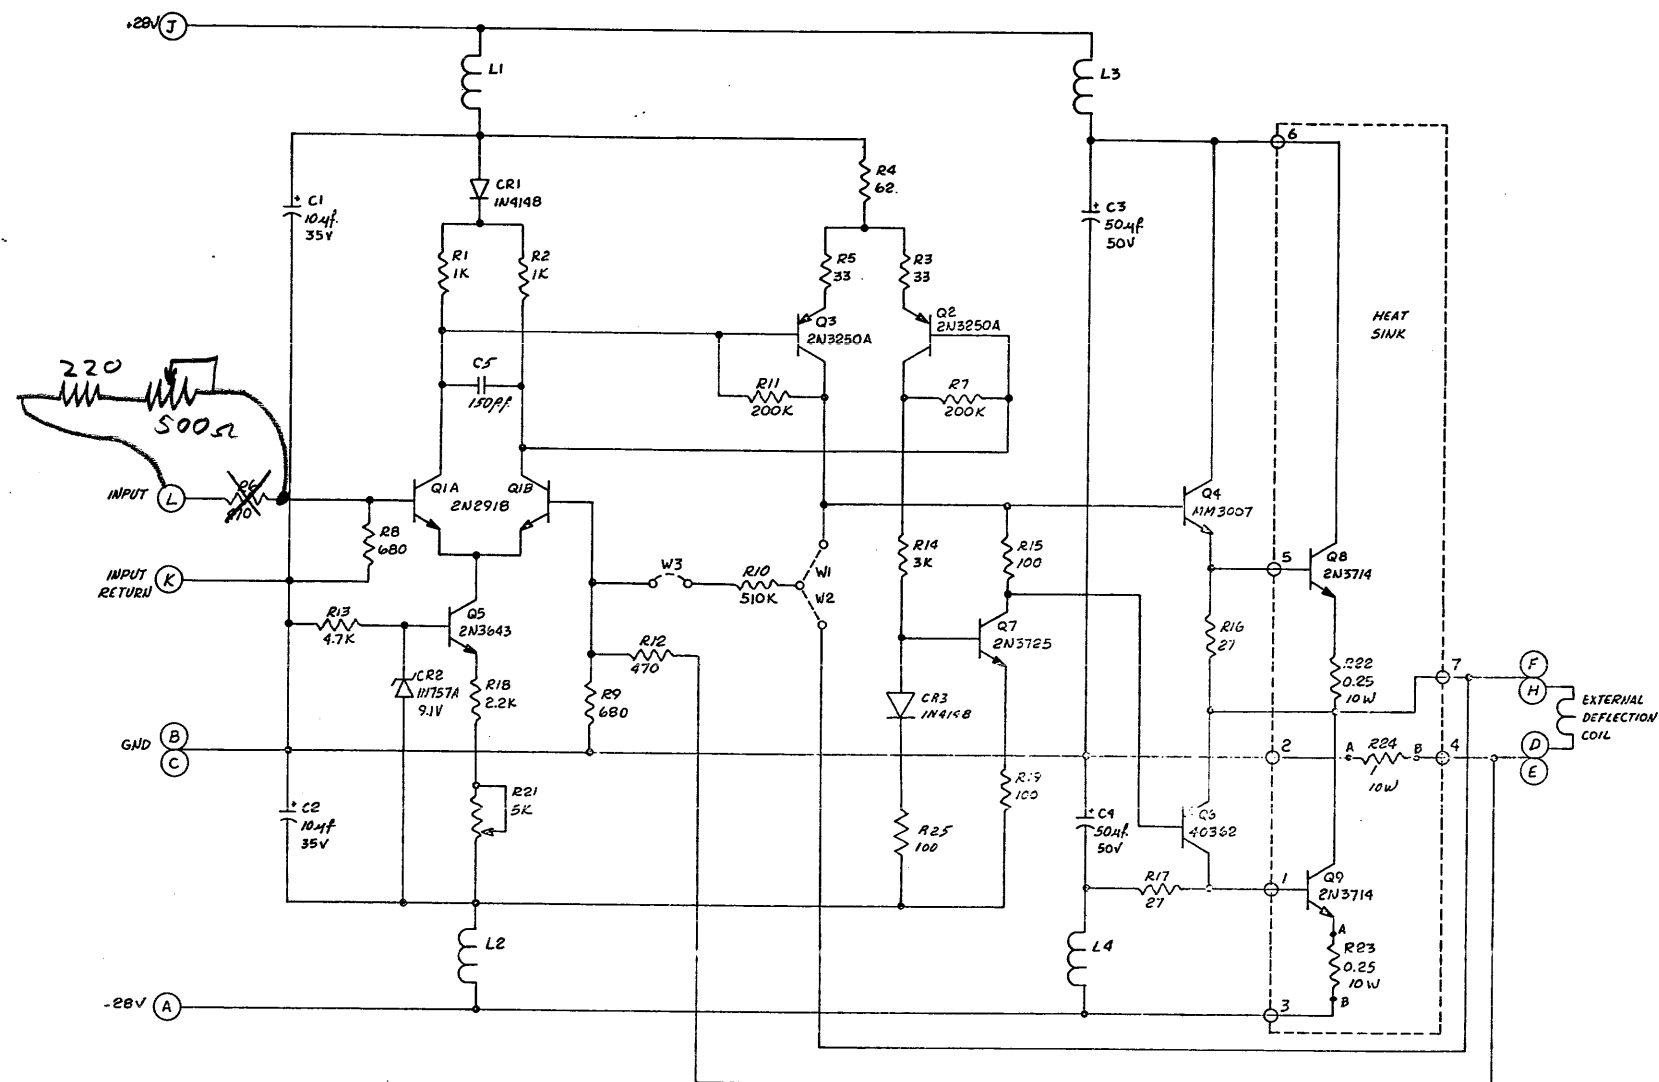 +28V J
L1
L3
6
CR1
1N4148
R4
62.
C1
10µf.
35V
C3
50µf.
50V
R1
1K
R2
1K
R5
33
R3
33
HEAT
SINK
Q3
2N3250A
Q2
2N3250A
220
500Ω
C5
150Pf.
R11
200K
R7
200K
INPUT L
R6
Q1A
Q1B
2N2918
Q4
MM3007
R8
680
R14
3K
R15
100
5
Q8
2N3714
INPUT
RETURN K
W3
R10
510K
W1
W2
R13
4.7K
Q5
2N3643
Q7
2N3725
R16
27
R12
470
CR2
1N757A
9.1V
R18
2.2K
R9
680
CR3
1N4148
R22
0.25
10W
7
F
H
EXTERNAL
DEFLECTION
COIL
GND B
C
2
A R24 B
1
10W
4
D
E
R21
5K
R19
100
C2
10µf
35V
R25
100
C4
50µf.
50V
Q6
40362
R17
27
1
Q9
2N3714
L2
L4
A
R23
0.25
10W
B
-28V A
3